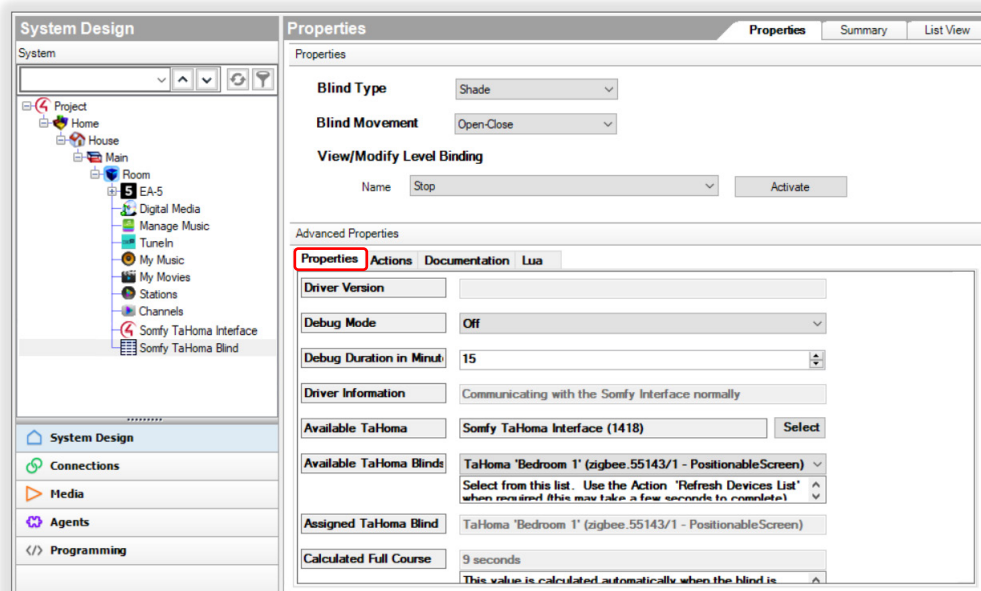 System Design
Properties
Properties
Summary
List View
System
Properties
Blind Type
Shade
Blind Movement
Open-Close
View/Modify Level Binding
Name
Stop
Activate
Project
Home
House
Main
Room
5 EA-5
Digital Media
Manage Music
TuneIn
My Music
My Movies
Stations
Channels
Somfy TaHoma Interface
Somfy TaHoma Blind
System Design
Connections
Media
Agents
</> Programming
Advanced Properties
Properties
Actions
Documentation
Lua
Driver Version
Debug Mode
Off
Debug Duration in Minut
15
Driver Information
Communicating with the Somfy Interface normally
Available TaHoma
Somfy TaHoma Interface (1418)
Select
Available TaHoma Blinds
TaHoma 'Bedroom 1' (zigbee.55143/1 - PositionableScreen)
Select from this list. Use the Action 'Refresh Devices List'
when required (this may take a few seconds to complete)
Assigned TaHoma Blind
TaHoma 'Bedroom 1' (zigbee.55143/1 - PositionableScreen)
Calculated Full Course
9 seconds
This value is calculated automatically when the blind is